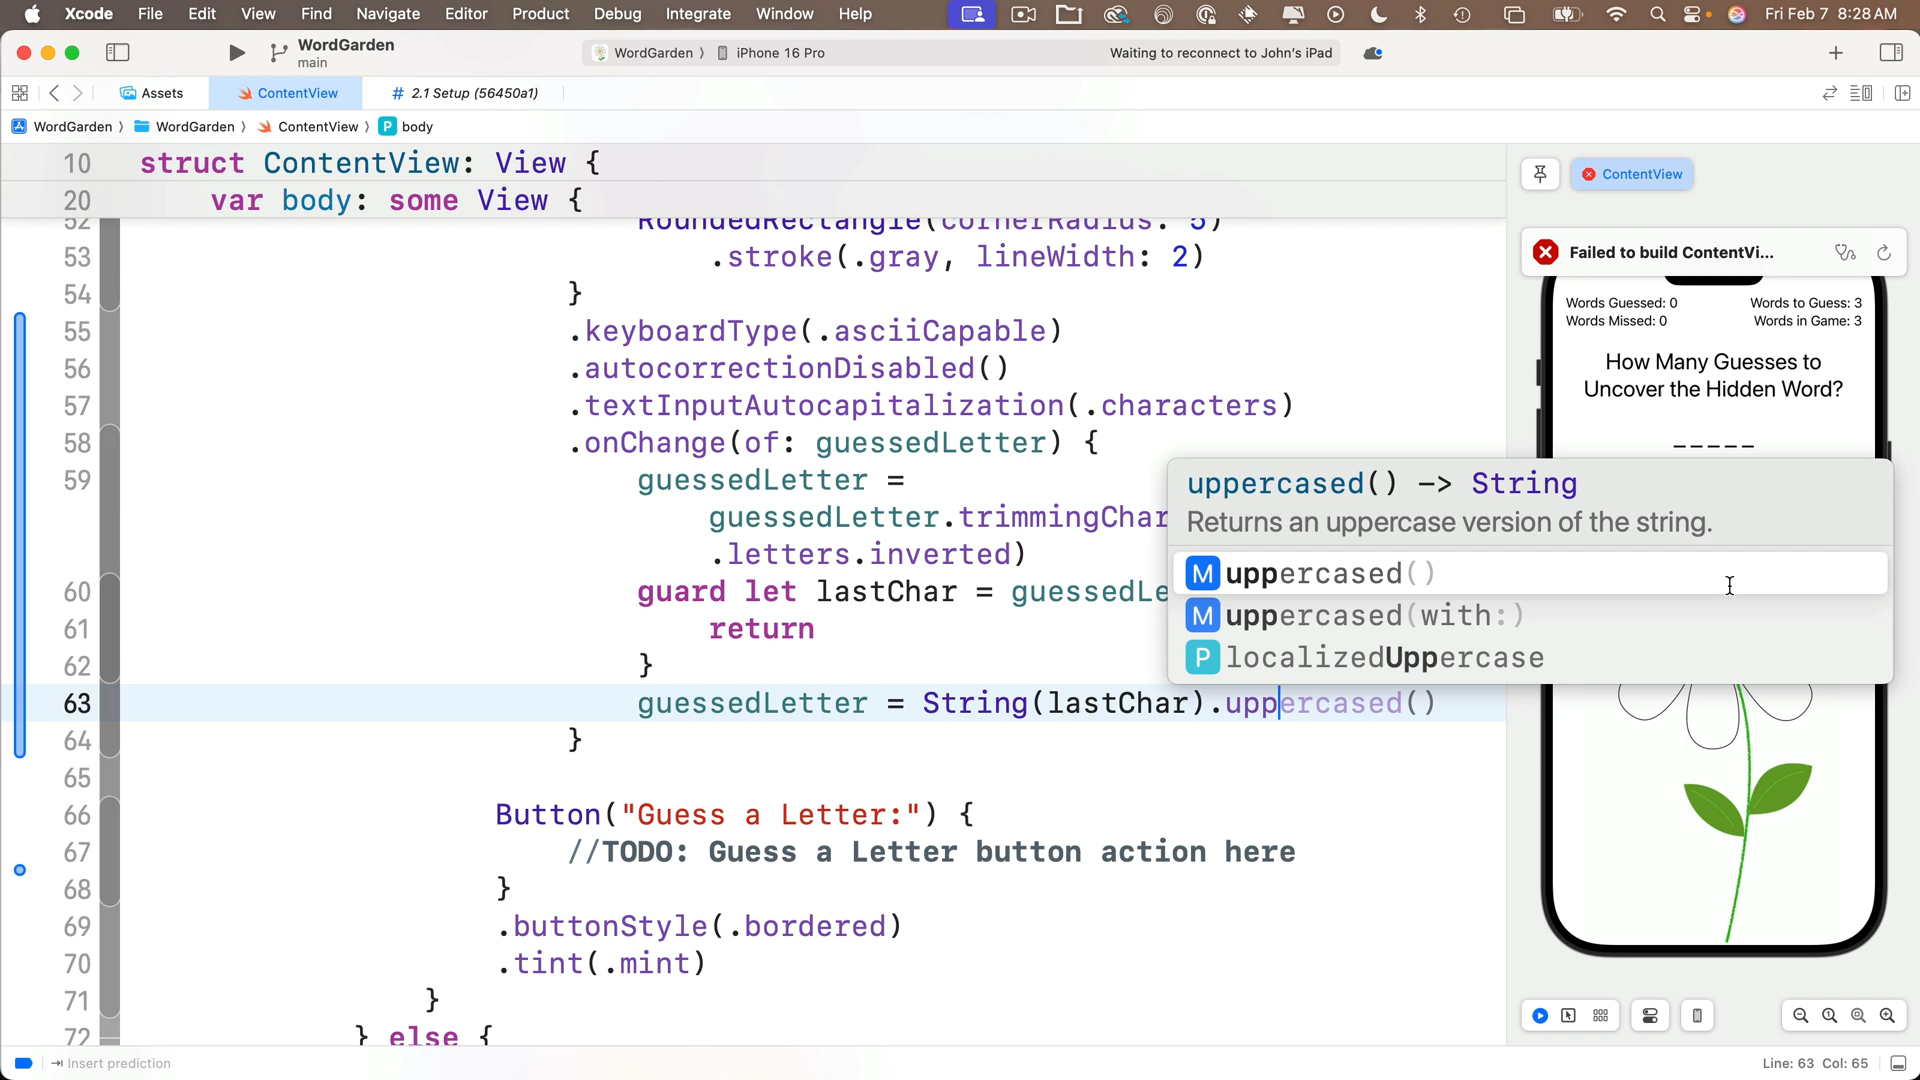 Xcode File Edit View Find Navigate Editor Product Debug Integrate Window Help Fri Feb 7 8:28 AM
WordGarden
main
WordGarden ⟩ iPhone 16 Pro Waiting to reconnect to John's iPad
Assets ContentView # 2.1 Setup (56450a1)
WordGarden ⟩ WordGarden ⟩ ContentView ⟩ P body
10 struct ContentView: View {
20 var body: some View {
52 RoundedRectangle(cornerRadius: 5)
53 .stroke(.gray, lineWidth: 2)
54 }
55 .keyboardType(.asciiCapable)
56 .autocorrectionDisabled()
57 .textInputAutocapitalization(.characters)
58 .onChange(of: guessedLetter) {
59 guessedLetter =
guessedLetter.trimmingChar
.letters.inverted)
60 guard let lastChar = guessedLe
61 return
62 }
63 guessedLetter = String(lastChar).uppercased()
64 }
65
66 Button("Guess a Letter:") {
67 //TODO: Guess a Letter button action here
68 }
69 .buttonStyle(.bordered)
70 .tint(.mint)
71 }
72 } else {
uppercased() -> String
Returns an uppercase version of the string.
M uppercased()
M uppercased(with:)
P localizedUppercase
ContentView
Failed to build ContentVi...
Words Guessed: 0 Words to Guess: 3
Words Missed: 0 Words in Game: 3
How Many Guesses to
Uncover the Hidden Word?
_ _ _ _ _
Insert prediction Line: 63 Col: 65